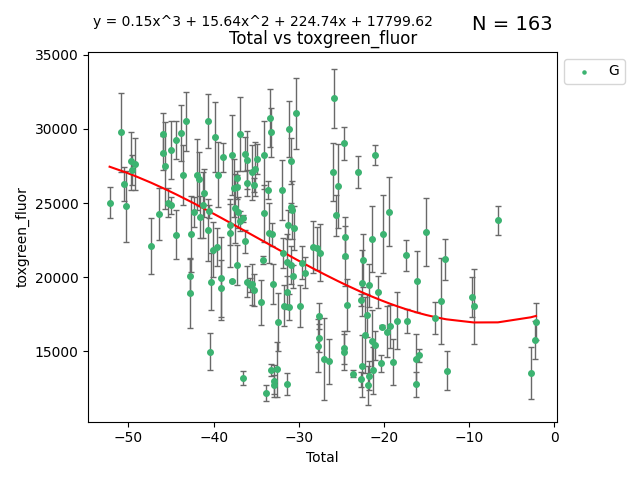 y = 0.15x^3 + 15.64x^2 + 224.74x + 17799.62
N = 163
Total vs toxgreen_fluor
G
35000
30000
25000
20000
15000
toxgreen_fluor
−50
−40
−30
−20
−10
0
Total